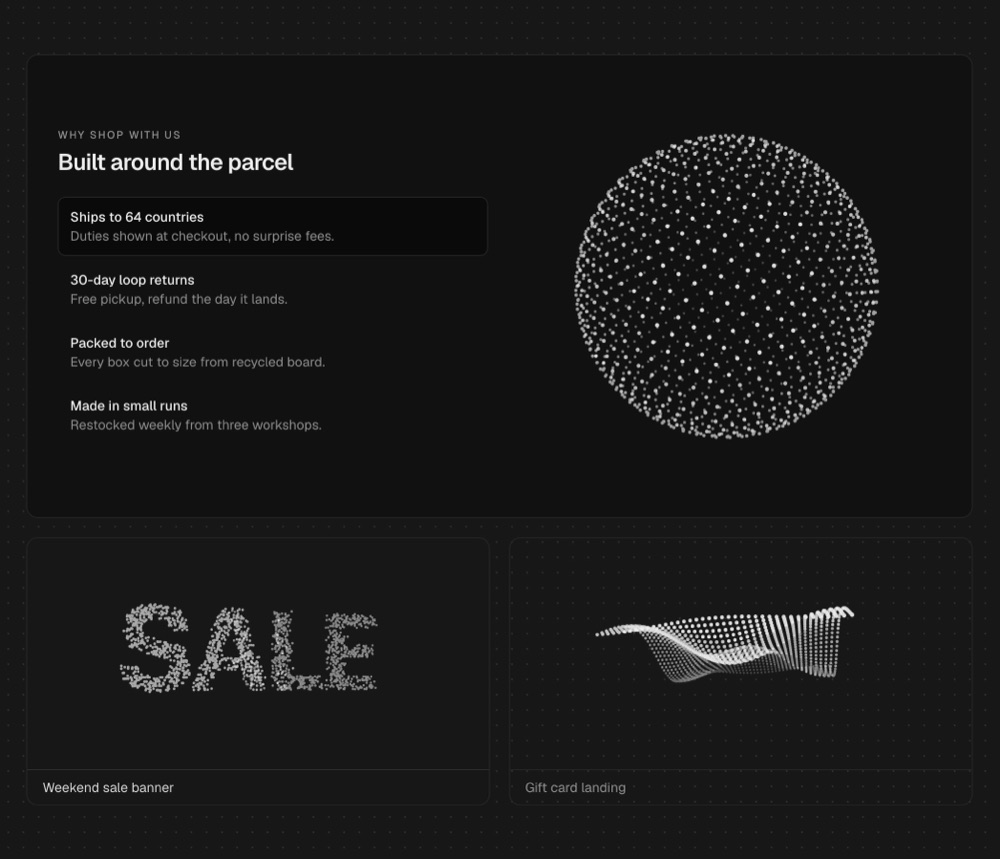 WHY SHOP WITH US
Built around the parcel
Ships to 64 countries
Duties shown at checkout, no surprise fees.
30-day loop returns
Free pickup, refund the day it lands.
Packed to order
Every box cut to size from recycled board.
Made in small runs
Restocked weekly from three workshops.
SALE
Weekend sale banner
Gift card landing